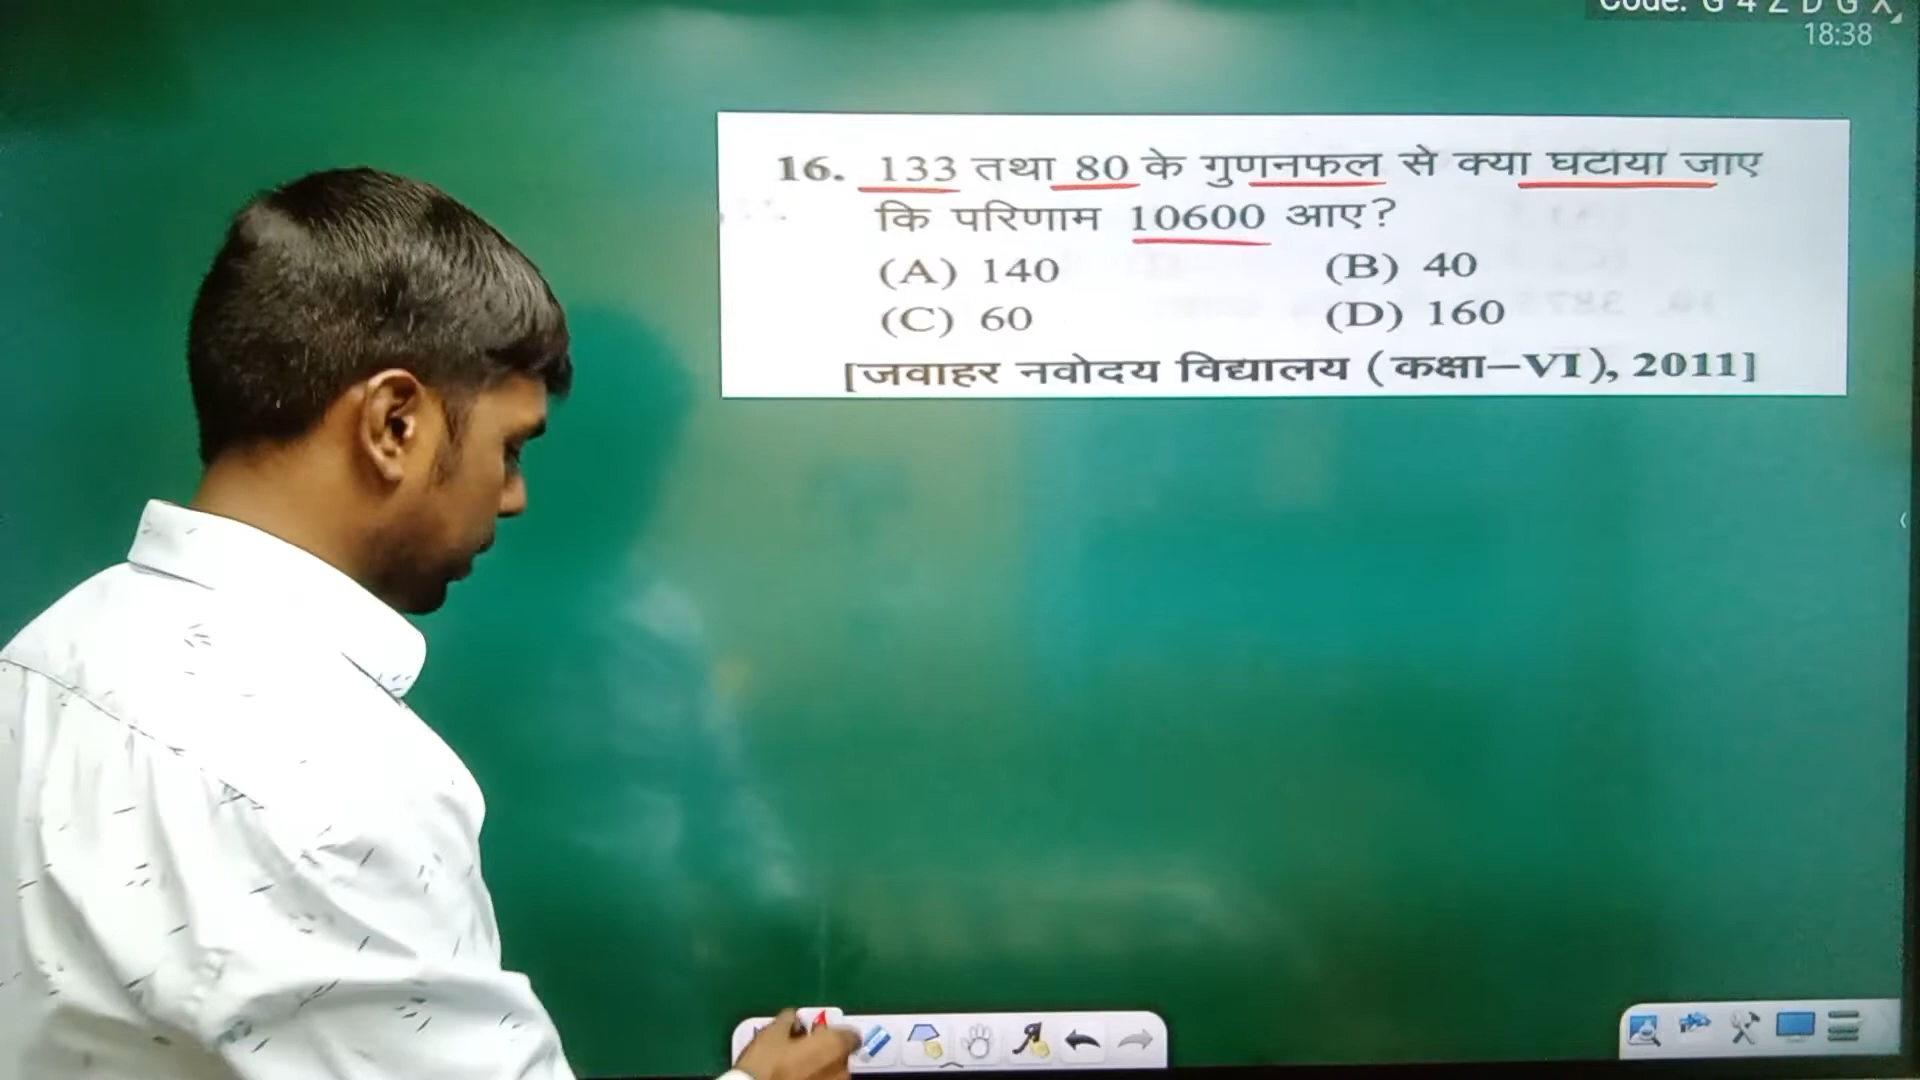 Code: G 4 Z D G X
18:38
16. 133 तथा 80 के गुणनफल से क्या घटाया जाए
कि परिणाम 10600 आए?
(A) 140 (B) 40
(C) 60 (D) 160
[जवाहर नवोदय विद्यालय (कक्षा–VI), 2011]